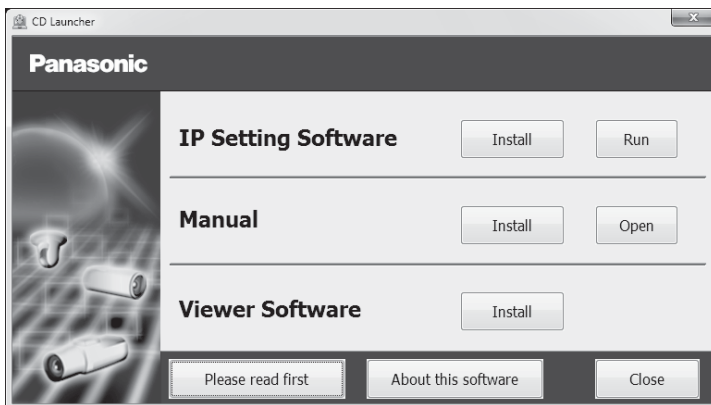 CD Launcher
Panasonic
IP Setting Software Install Run
Manual Install Open
Viewer Software Install
Please read first About this software Close